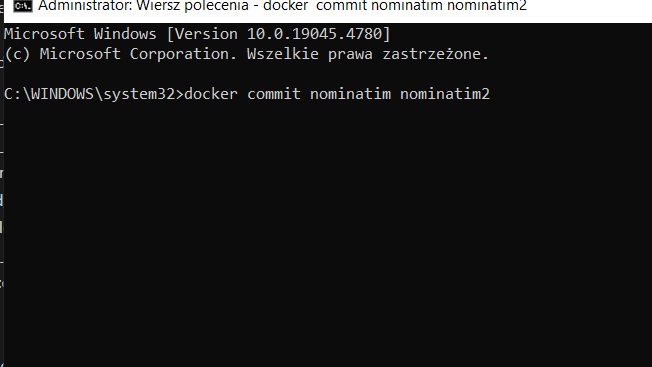 Administrator: Wiersz polecenia - docker  commit nominatim nominatim2
Microsoft Windows [Version 10.0.19045.4780]
(c) Microsoft Corporation. Wszelkie prawa zastrzeżone.
C:\WINDOWS\system32>docker commit nominatim nominatim2